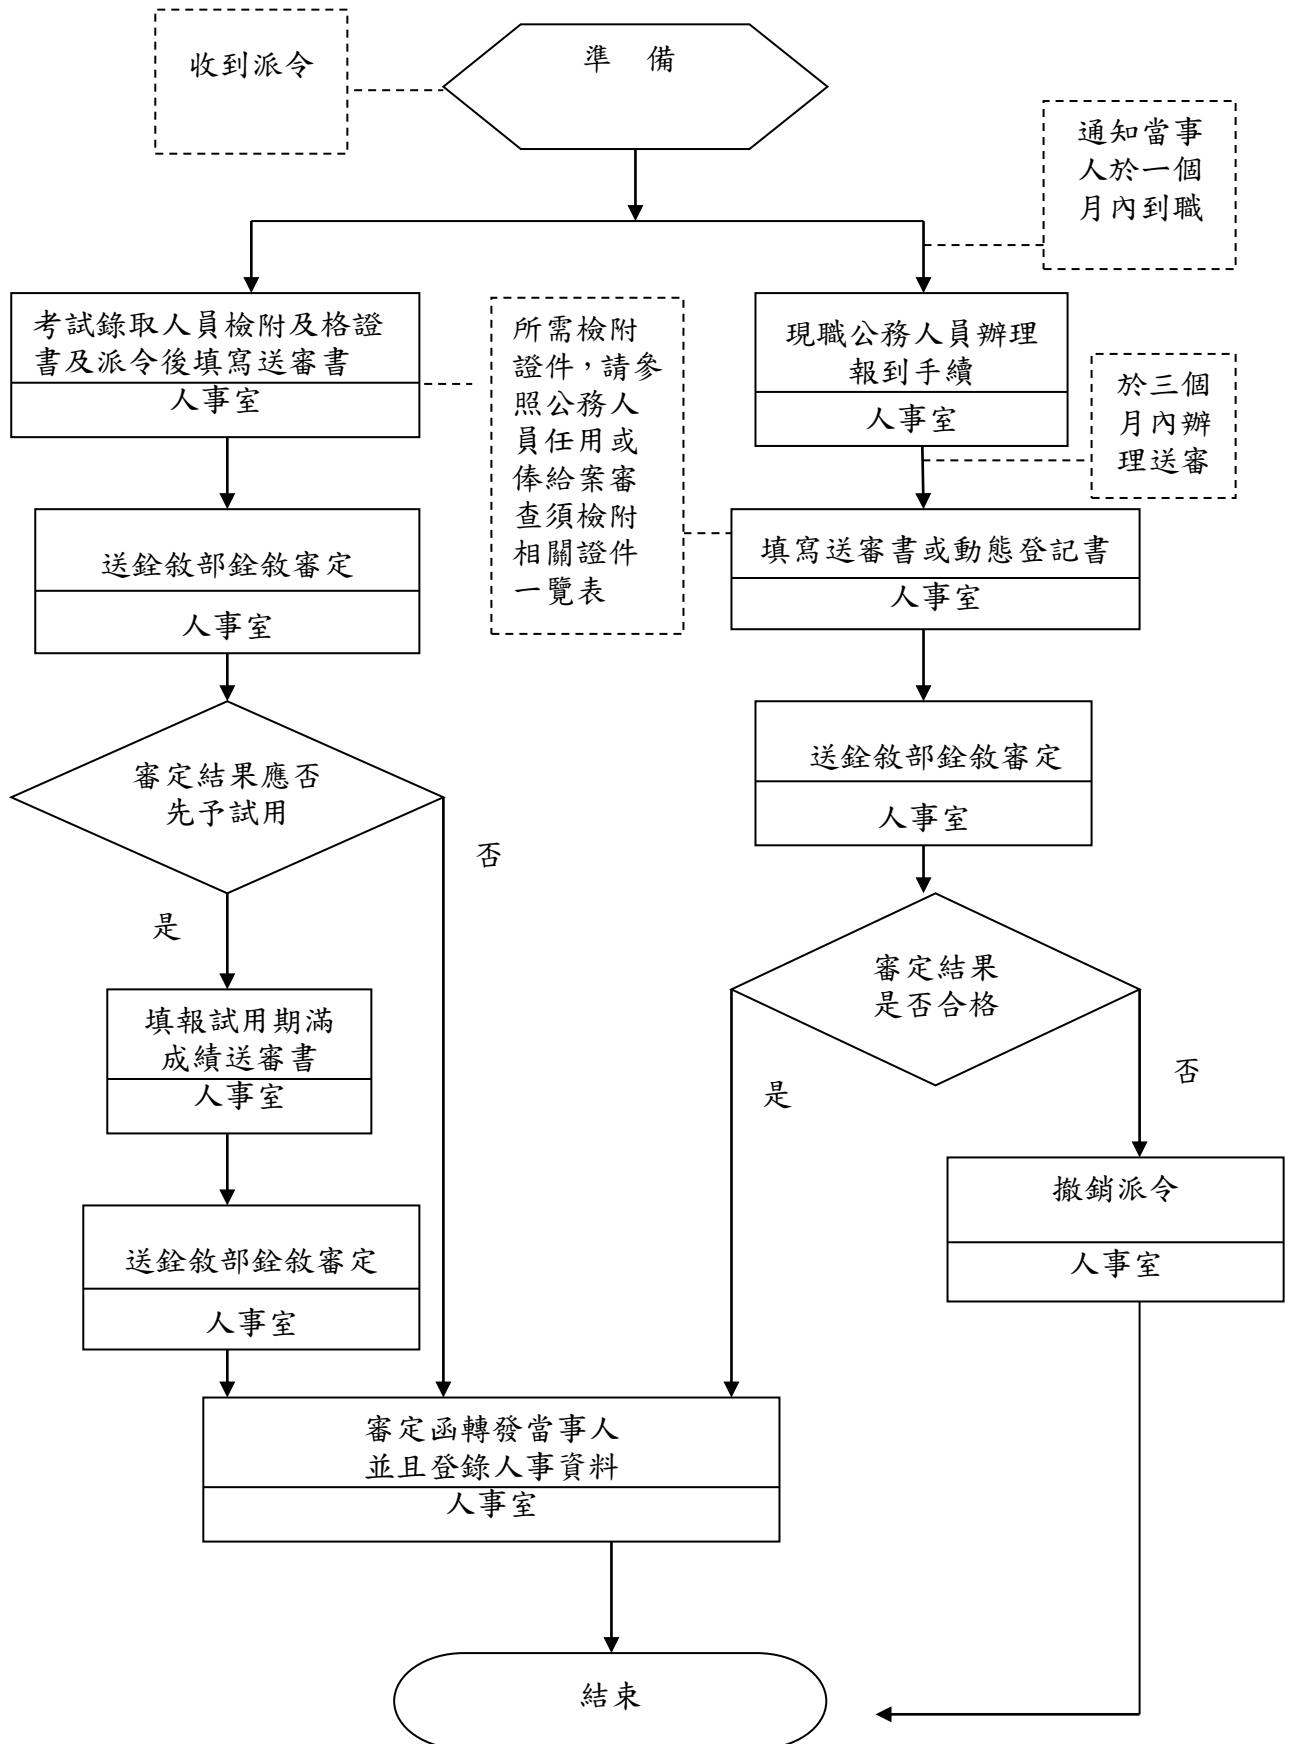 收到派令
準 備
通知當事
人於一個
月內到職
考試錄取人員檢附及格證
書及派令後填寫送審書
人事室
所需檢附
證件，請參
照公務人
員任用或
俸給案審
查須檢附
相關證件
一覽表
現職公務人員辦理
報到手續
人事室
於三個
月內辦
理送審
送銓敘部銓敘審定
人事室
填寫送審書或動態登記書
人事室
審定結果應否
先予試用
否
是
送銓敘部銓敘審定
人事室
審定結果
是否合格
是
否
填報試用期滿
成績送審書
人事室
撤銷派令
人事室
送銓敘部銓敘審定
人事室
審定函轉發當事人
並且登錄人事資料
人事室
結束